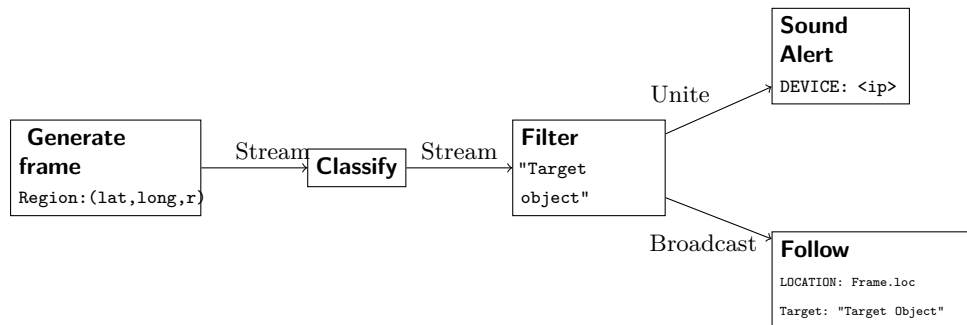 Generate
frame
Region:(lat,long,r)
Stream
Classify
Stream
Filter
"Target
object"
Unite
Sound
Alert
DEVICE: <ip>
Broadcast
Follow
LOCATION: Frame.loc
Target: "Target Object"